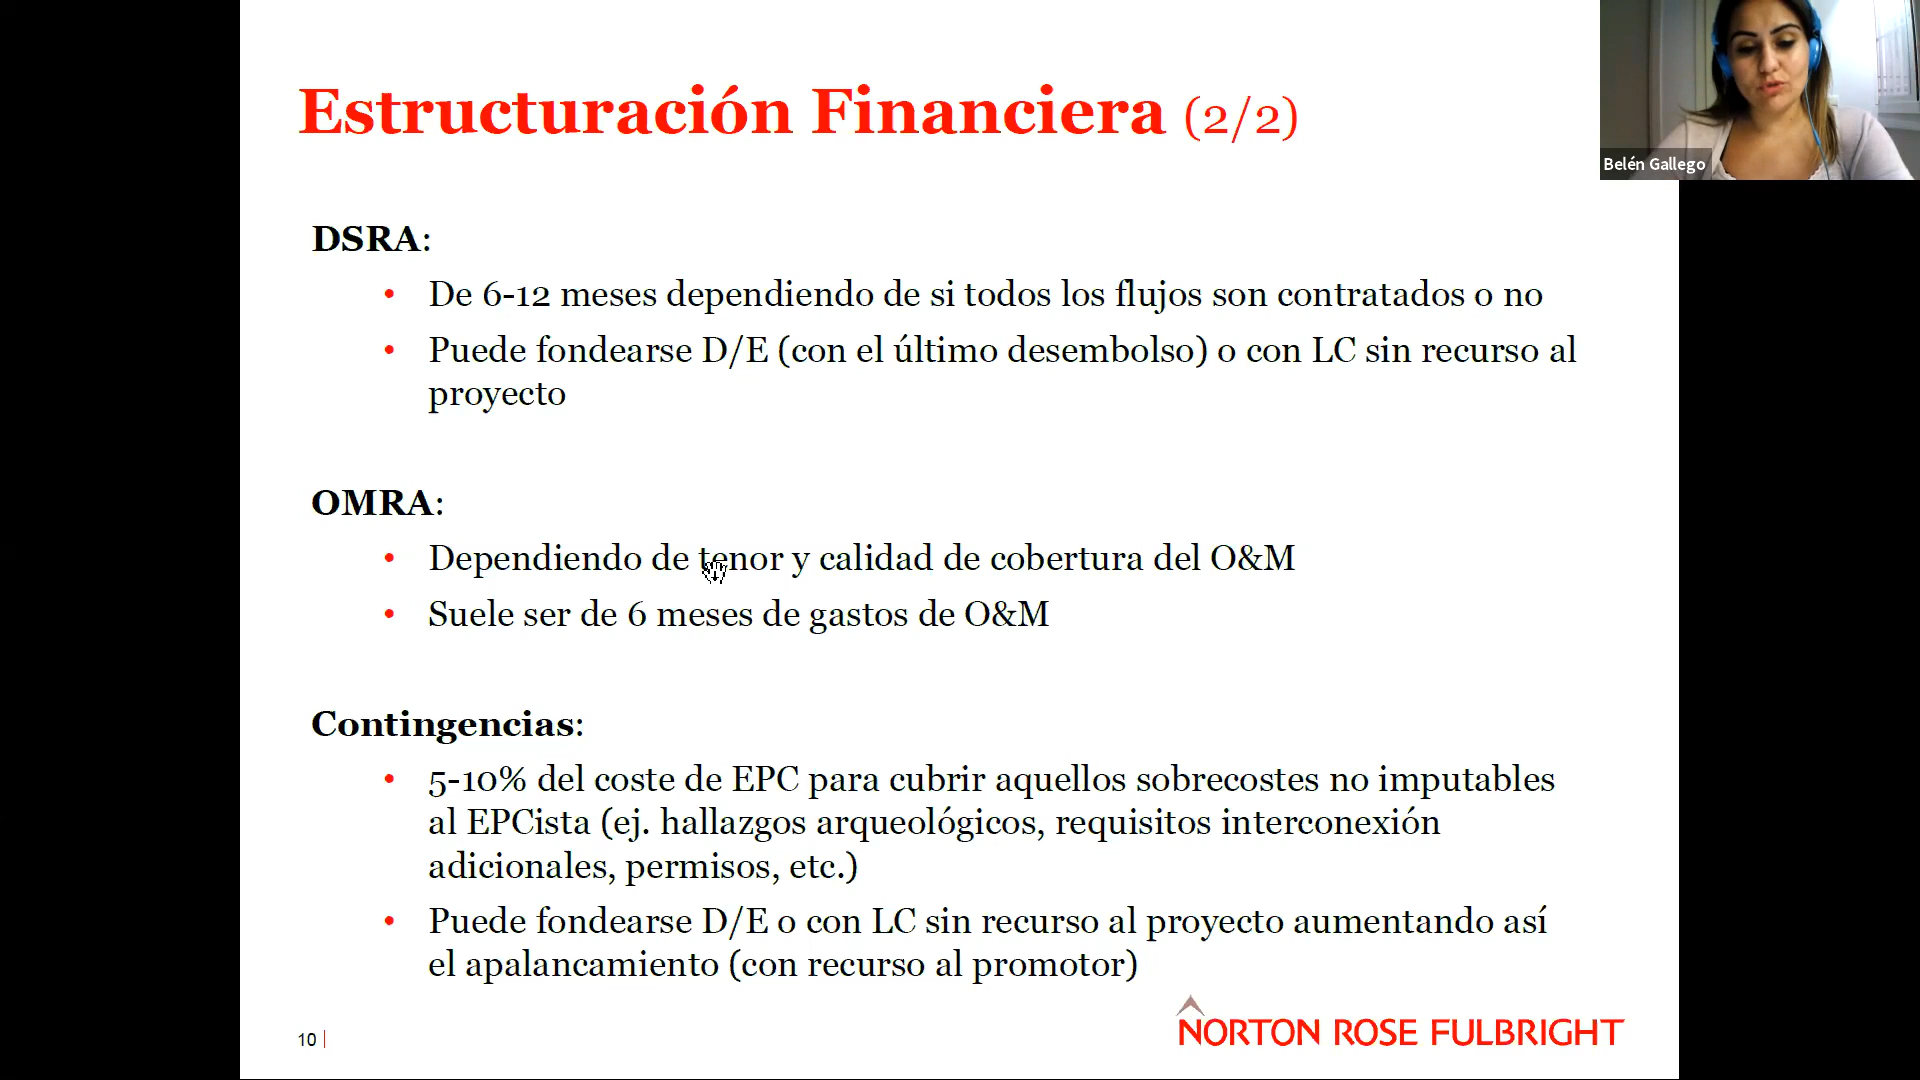 Estructuración Financiera (2/2)
Belén Gallego
DSRA:
• De 6-12 meses dependiendo de si todos los flujos son contratados o no
• Puede fondearse D/E (con el último desembolso) o con LC sin recurso al
proyecto
OMRA:
• Dependiendo de tenor y calidad de cobertura del O&M
• Suele ser de 6 meses de gastos de O&M
Contingencias:
• 5-10% del coste de EPC para cubrir aquellos sobrecostes no imputables
al EPCista (ej. hallazgos arqueológicos, requisitos interconexión
adicionales, permisos, etc.)
• Puede fondearse D/E o con LC sin recurso al proyecto aumentando así
el apalancamiento (con recurso al promotor)
10
NORTON ROSE FULBRIGHT